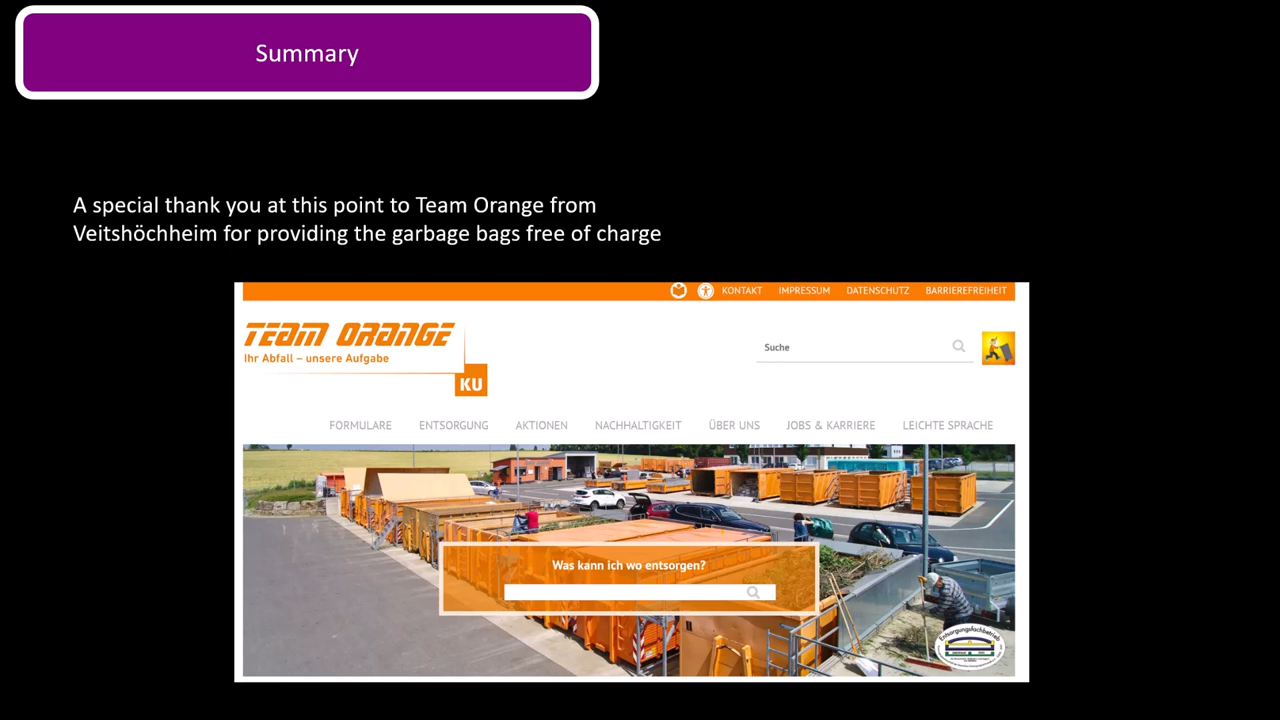 Summary
A special thank you at this point to Team Orange from
Veitshöchheim for providing the garbage bags free of charge
KONTAKT IMPRESSUM DATENSCHUTZ BARRIEREFREIHEIT
TEAM ORANGE
Ihr Abfall – unsere Aufgabe
KU
Suche
FORMULARE ENTSORGUNG AKTIONEN NACHHALTIGKEIT ÜBER UNS JOBS & KARRIERE LEICHTE SPRACHE
Was kann ich wo entsorgen?
Entsorgungsfachbetrieb